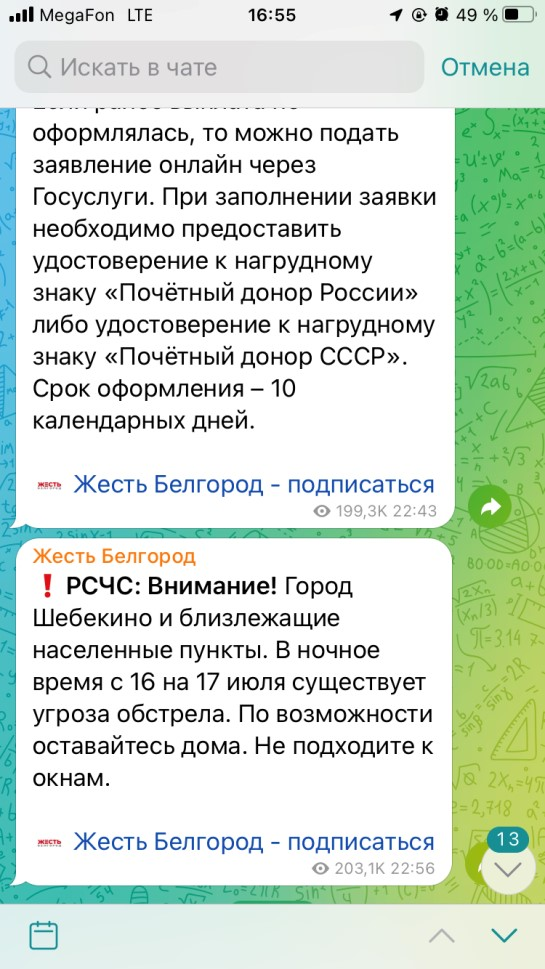 MegaFon LTE 16:55 49 %
Искать в чате Отмена
оформлялась, то можно подать
заявление онлайн через
Госуслуги. При заполнении заявки
необходимо предоставить
удостоверение к нагрудному
знаку «Почётный донор России»
либо удостоверение к нагрудному
знаку «Почётный донор СССР».
Срок оформления – 10
календарных дней.
ЖЕСТЬ Жесть Белгород - подписаться
199,3K 22:43
Жесть Белгород
❗ РСЧС: Внимание! Город
Шебекино и близлежащие
населенные пункты. В ночное
время с 16 на 17 июля существует
угроза обстрела. По возможности
оставайтесь дома. Не подходите к
окнам.
ЖЕСТЬ Жесть Белгород - подписаться
203,1K 22:56
13